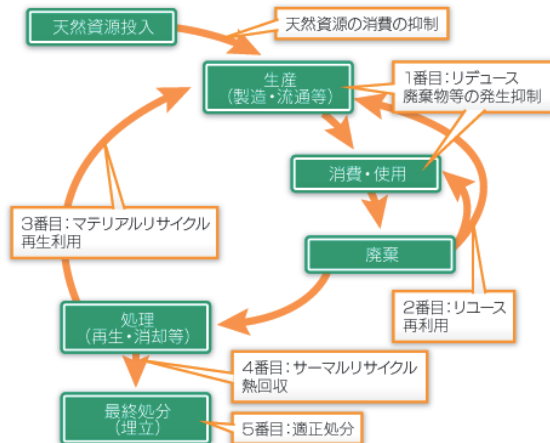 天然資源投入
天然資源の消費の抑制
生産
(製造・流通等)
1番目:リデュース
廃棄物等の発生抑制
消費・使用
3番目:マテリアルリサイクル
再生利用
廃棄
2番目:リユース
再利用
処理
(再生・消却等)
4番目:サーマルリサイクル
熱回収
最終処分
(埋立)
5番目:適正処分